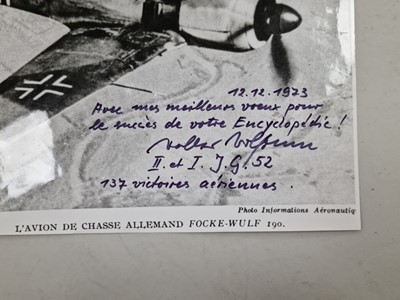 12.12.1973
Avec mes meilleures voeux pour
le succès de votre Encyclopédie !
II. et I. J.G. 52
137 victoires aériennes.
Photo Informations Aéronautiq
L'AVION DE CHASSE ALLEMAND FOCKE-WULF 190.